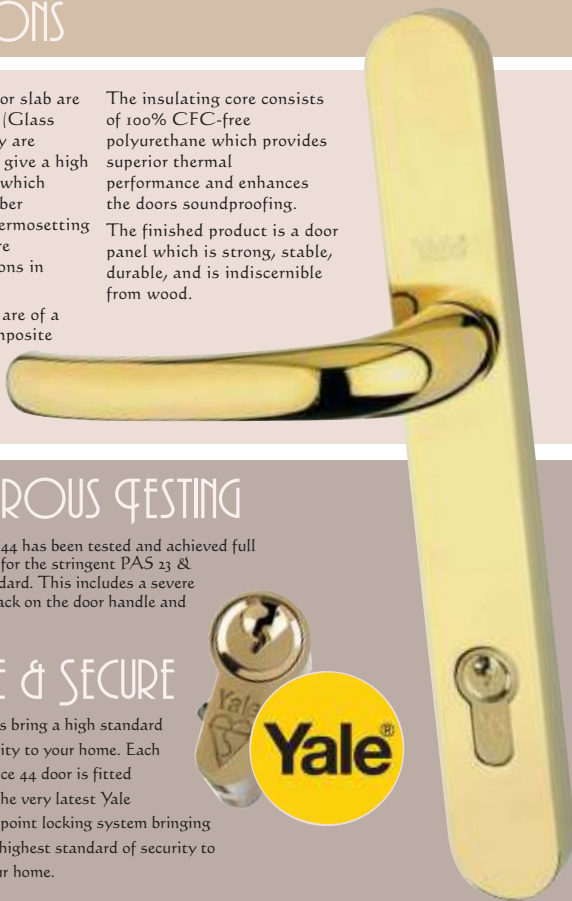 ONS
or slab are
(Glass
y are
give a high
which
ber
ermosetting
re
ons in
are of a
mposite
The insulating core consists
of 100% CFC-free
polyurethane which provides
superior thermal
performance and enhances
the doors soundproofing.
The finished product is a door
panel which is strong, stable,
durable, and is indiscernible
from wood.
Yale
ROUS TESTING
44 has been tested and achieved full
for the stringent PAS 23 &
dard. This includes a severe
ack on the door handle and
E & SECURE
s bring a high standard
ity to your home. Each
ce 44 door is fitted
he very latest Yale
point locking system bringing
highest standard of security to
ur home.
Yale
Yale®